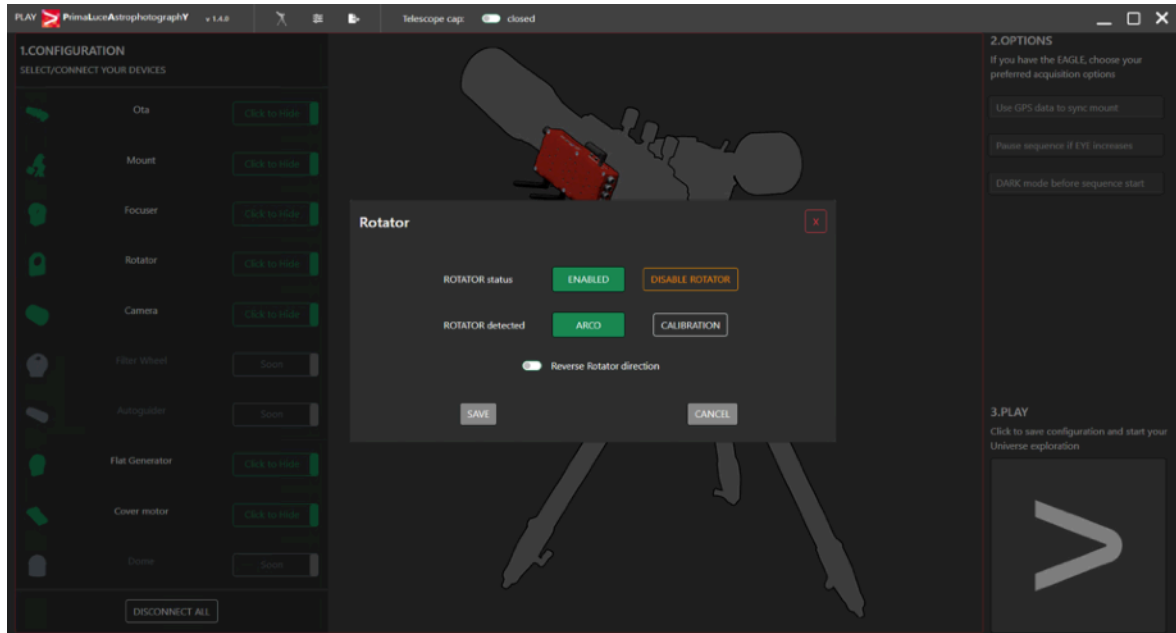 PLAY PrimaLuceAstrophotographY v 1.4.0 Telescope cap: closed
1.CONFIGURATION
SELECT/CONNECT YOUR DEVICES
Ota Click to Hide
Mount Click to Hide
Focuser Click to Hide
Rotator Click to Hide
Camera Click to Hide
Filter Wheel Soon
Autoguider Soon
Flat Generator Click to Hide
Cover motor Click to Hide
Dome Soon
DISCONNECT ALL
Rotator X
ROTATOR status ENABLED DISABLE ROTATOR
ROTATOR detected ARCO CALIBRATION
Reverse Rotator direction
SAVE CANCEL
2.OPTIONS
If you have the EAGLE, choose your
preferred acquisition options
Use GPS data to sync mount
Pause sequence if EYE increases
DARK mode before sequence start
3.PLAY
Click to save configuration and start your
Universe exploration